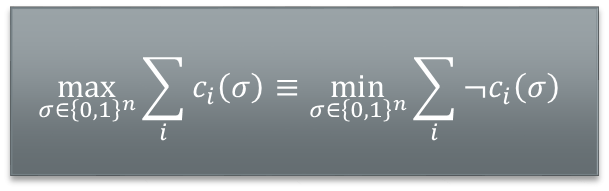 max_{σ∈{0,1}ⁿ} ∑_i c_i(σ) ≡ min_{σ∈{0,1}ⁿ} ∑_i ¬c_i(σ)